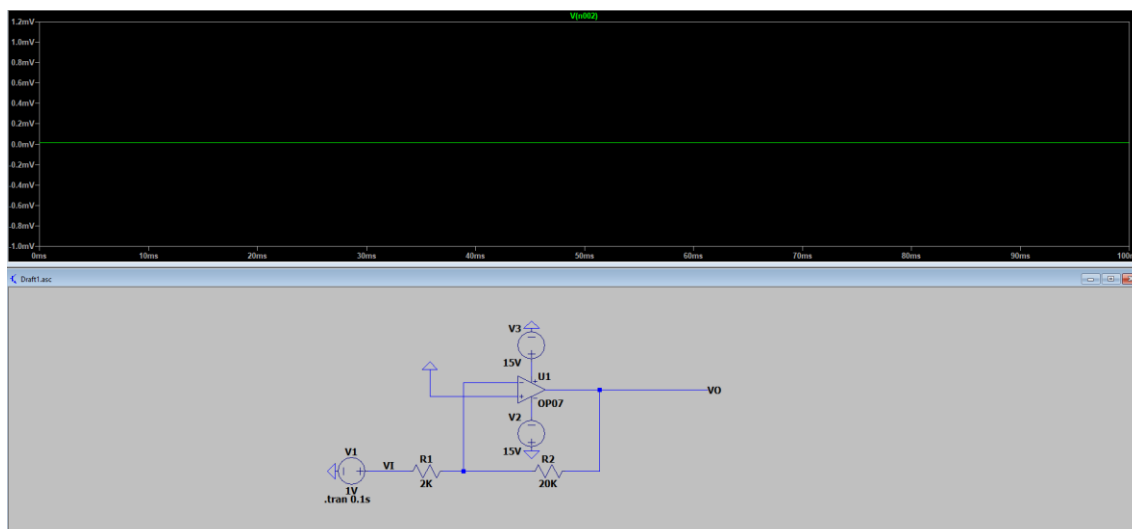 V(n002)
1.2mV
1.0mV
0.8mV
0.6mV
0.4mV
0.2mV
0.0mV
-0.2mV
-0.4mV
-0.6mV
-0.8mV
-1.0mV
0ms 10ms 20ms 30ms 40ms 50ms 60ms 70ms 80ms 90ms 100
Draft1.asc
V3
15V
U1
OP07
VO
V2
15V
V1
VI
R1
R2
1V
2K
20K
.tran 0.1s